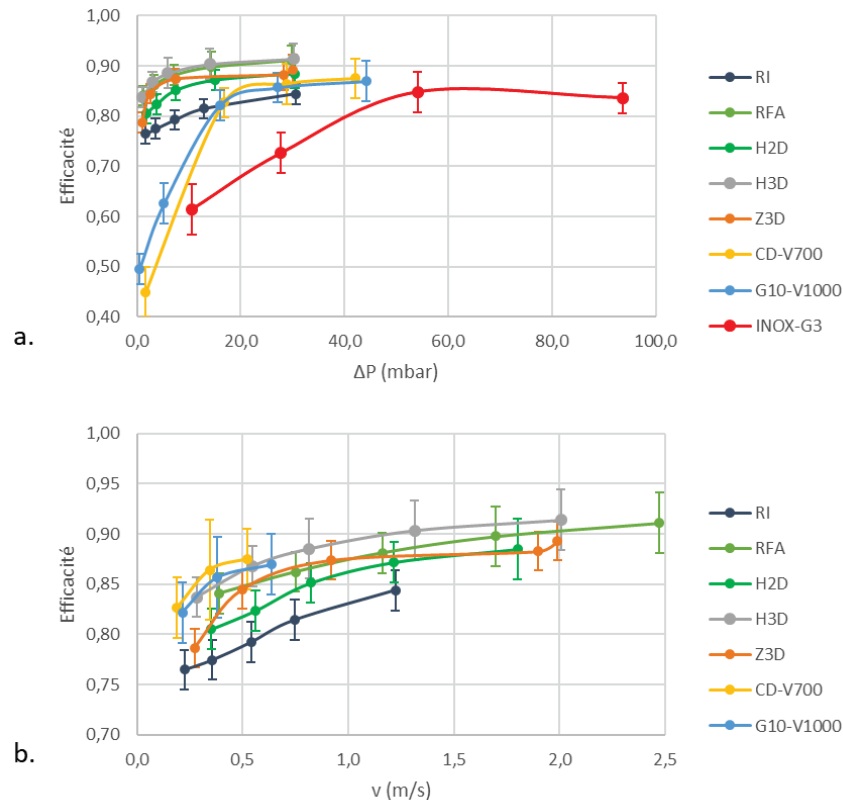 1,00
0,90
0,80
0,70
0,60
0,50
0,40
Efficacité
0,0 20,0 40,0 60,0 80,0 100,0
ΔP (mbar)
a.
RI
RFA
H2D
H3D
Z3D
CD-V700
G10-V1000
INOX-G3
1,00
0,95
0,90
0,85
0,80
0,75
0,70
Efficacité
0,0 0,5 1,0 1,5 2,0 2,5
v (m/s)
b.
RI
RFA
H2D
H3D
Z3D
CD-V700
G10-V1000